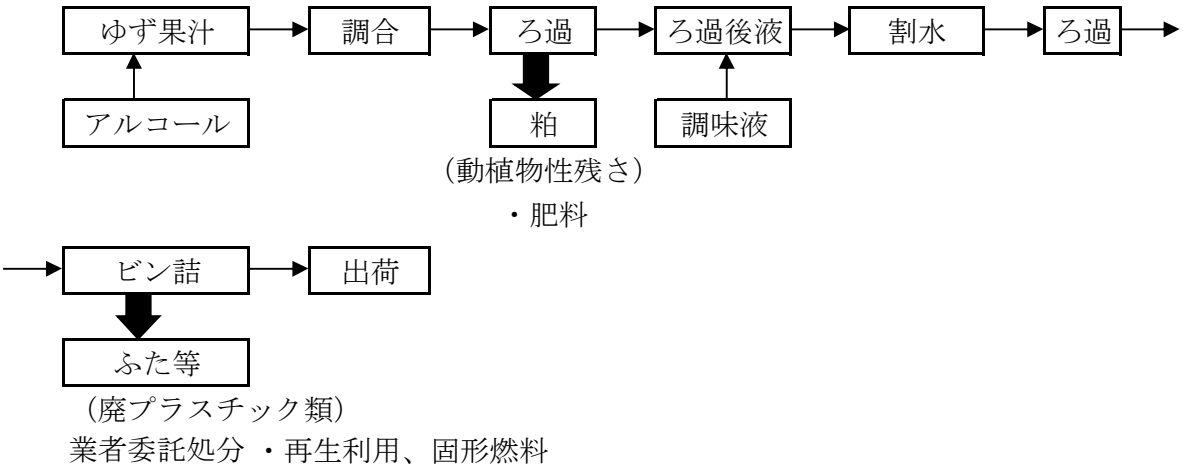 ゆず果汁
調合
ろ過
ろ過後液
割水
ろ過
アルコール
粕
調味液
(動植物性残さ)
・肥料
ビン詰
出荷
ふた等
(廃プラスチック類)
業者委託処分 ・再生利用、固形燃料